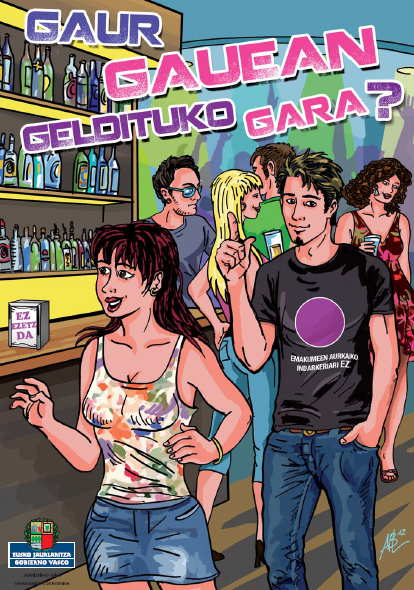 GAUR
GAUEAN
GELDITUKO GARA?
EZ
EZETZ
DA
EMAKUMEEN AURKAKO
INDARKERIARI EZ
EUSKO JAURLARITZA
GOBIERNO VASCO